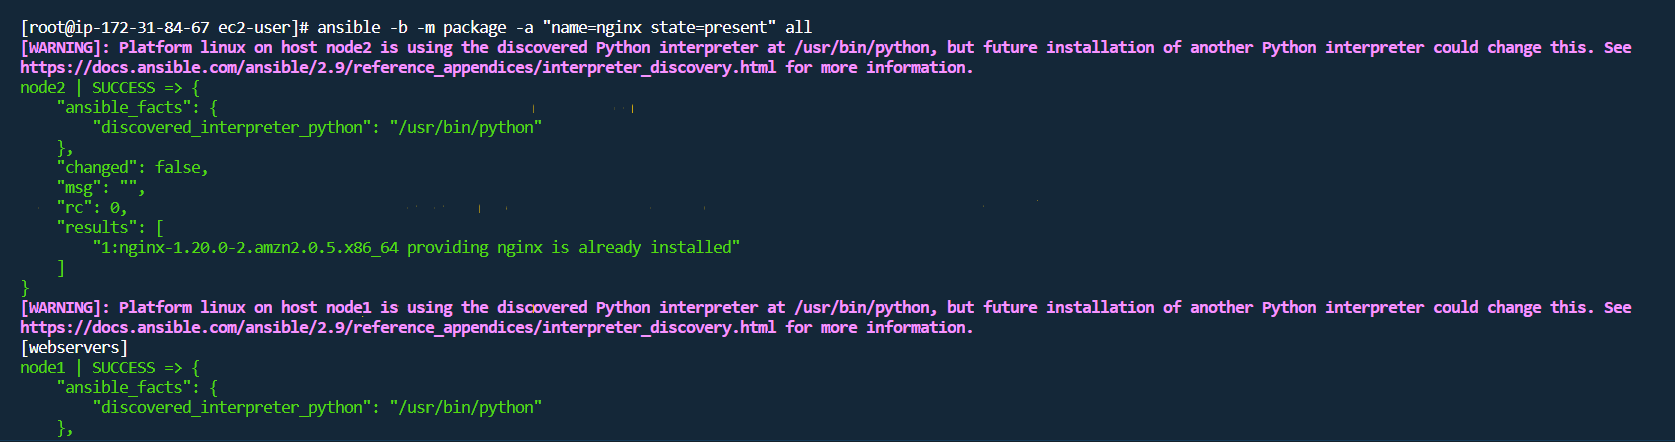 [root@ip-172-31-84-67 ec2-user]# ansible -b -m package -a "name=nginx state=present" all
[WARNING]: Platform linux on host node2 is using the discovered Python interpreter at /usr/bin/python, but future installation of another Python interpreter could change this. See
https://docs.ansible.com/ansible/2.9/reference_appendices/interpreter_discovery.html for more information.
node2 | SUCCESS => {
    "ansible_facts": {
        "discovered_interpreter_python": "/usr/bin/python"
    },
    "changed": false,
    "msg": "",
    "rc": 0,
    "results": [
        "1:nginx-1.20.0-2.amzn2.0.5.x86_64 providing nginx is already installed"
    ]
}
[WARNING]: Platform linux on host node1 is using the discovered Python interpreter at /usr/bin/python, but future installation of another Python interpreter could change this. See
https://docs.ansible.com/ansible/2.9/reference_appendices/interpreter_discovery.html for more information.
[webservers]
node1 | SUCCESS => {
    "ansible_facts": {
        "discovered_interpreter_python": "/usr/bin/python"
    },